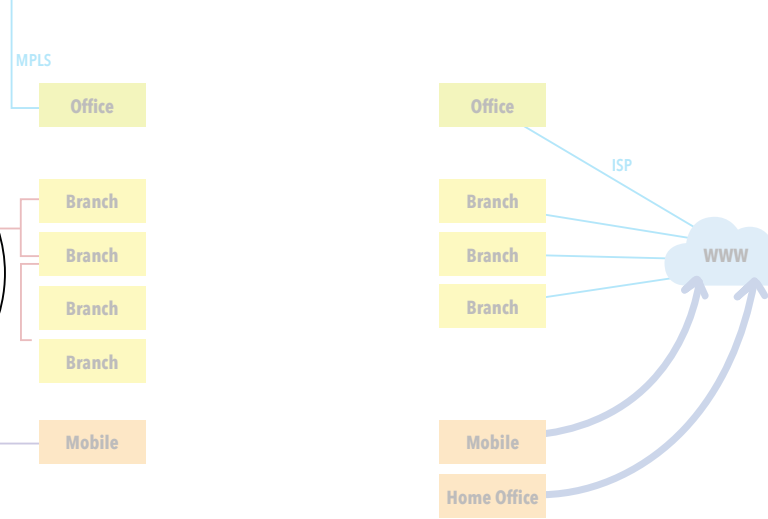 MPLS
Office
Branch
Branch
Branch
Branch
Mobile
Office
ISP
Branch
Branch
Branch
WWW
Mobile
Home Office